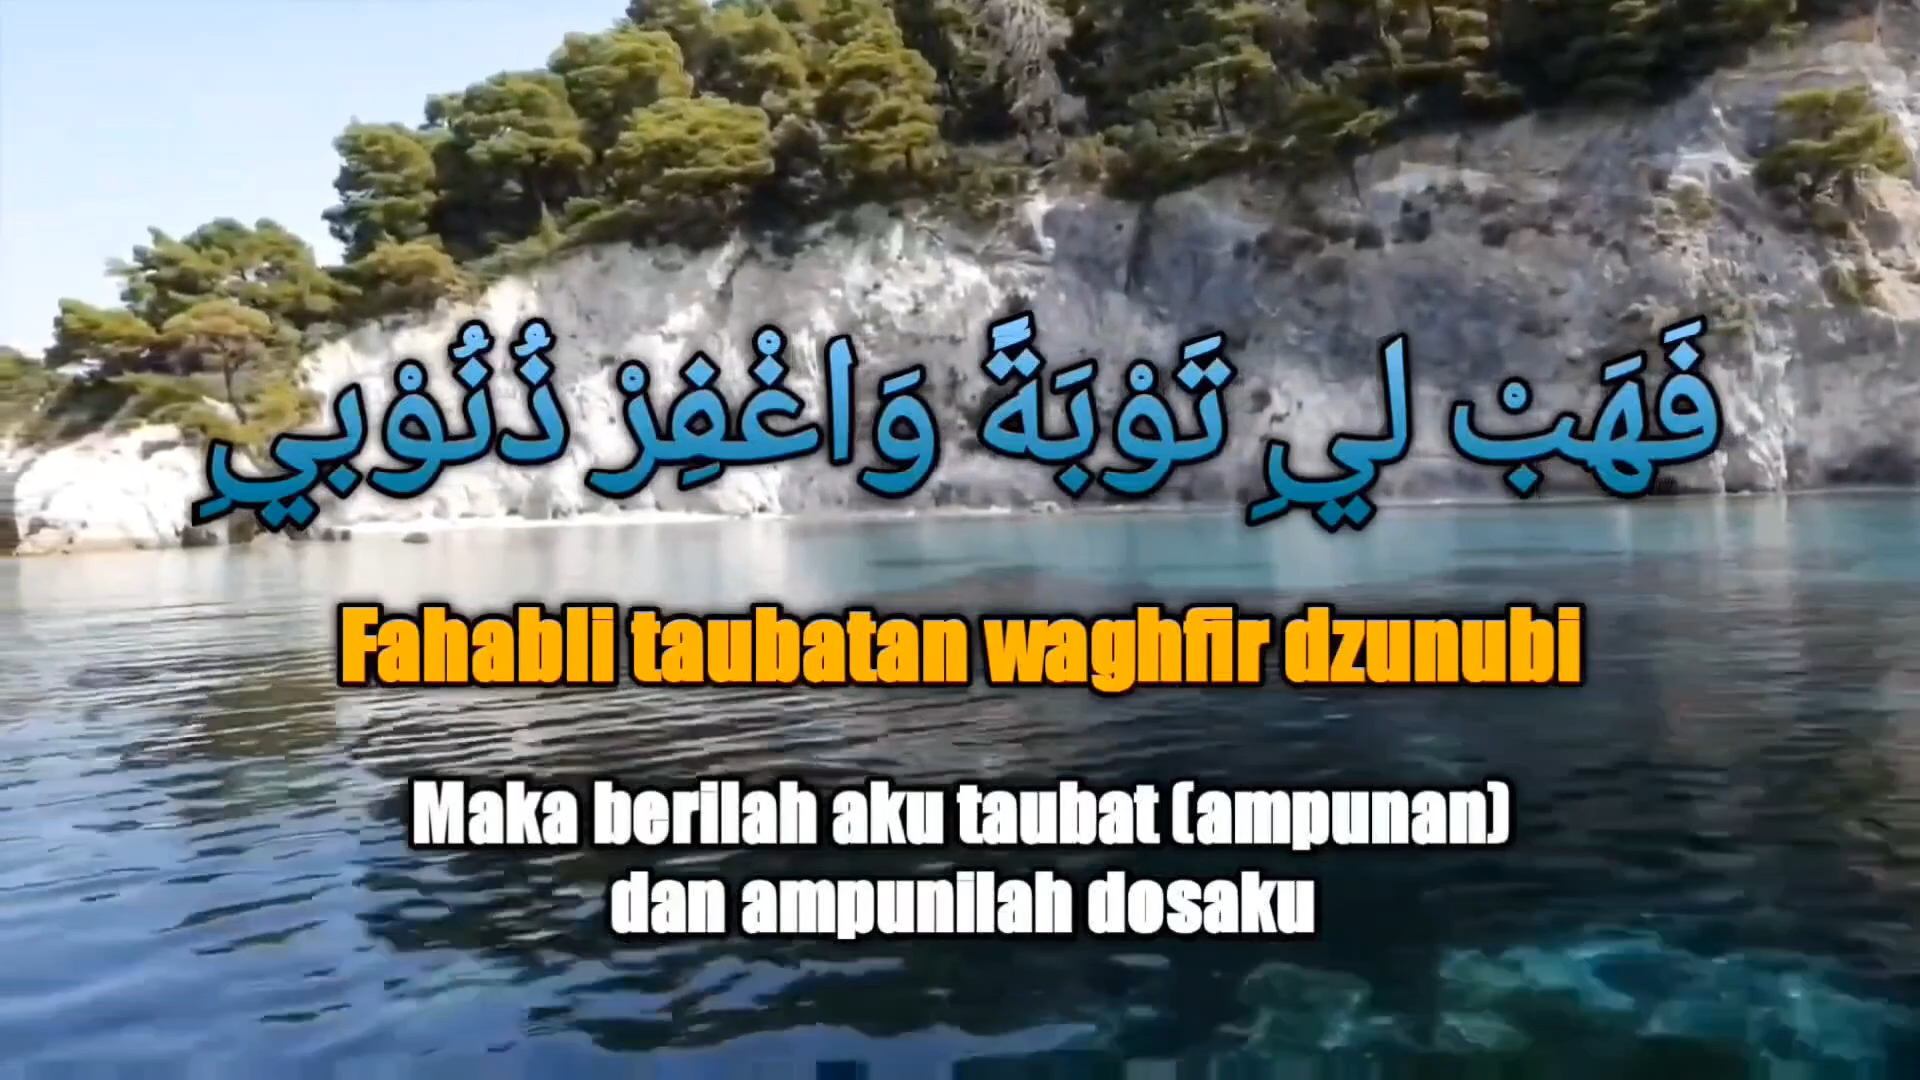 فَهَبْ لِي تَوْبَةً وَاغْفِرْ ذُنُوْبِي
Fahabli taubatan waghfir dzunubi
Maka berilah aku taubat (ampunan)
dan ampunilah dosaku